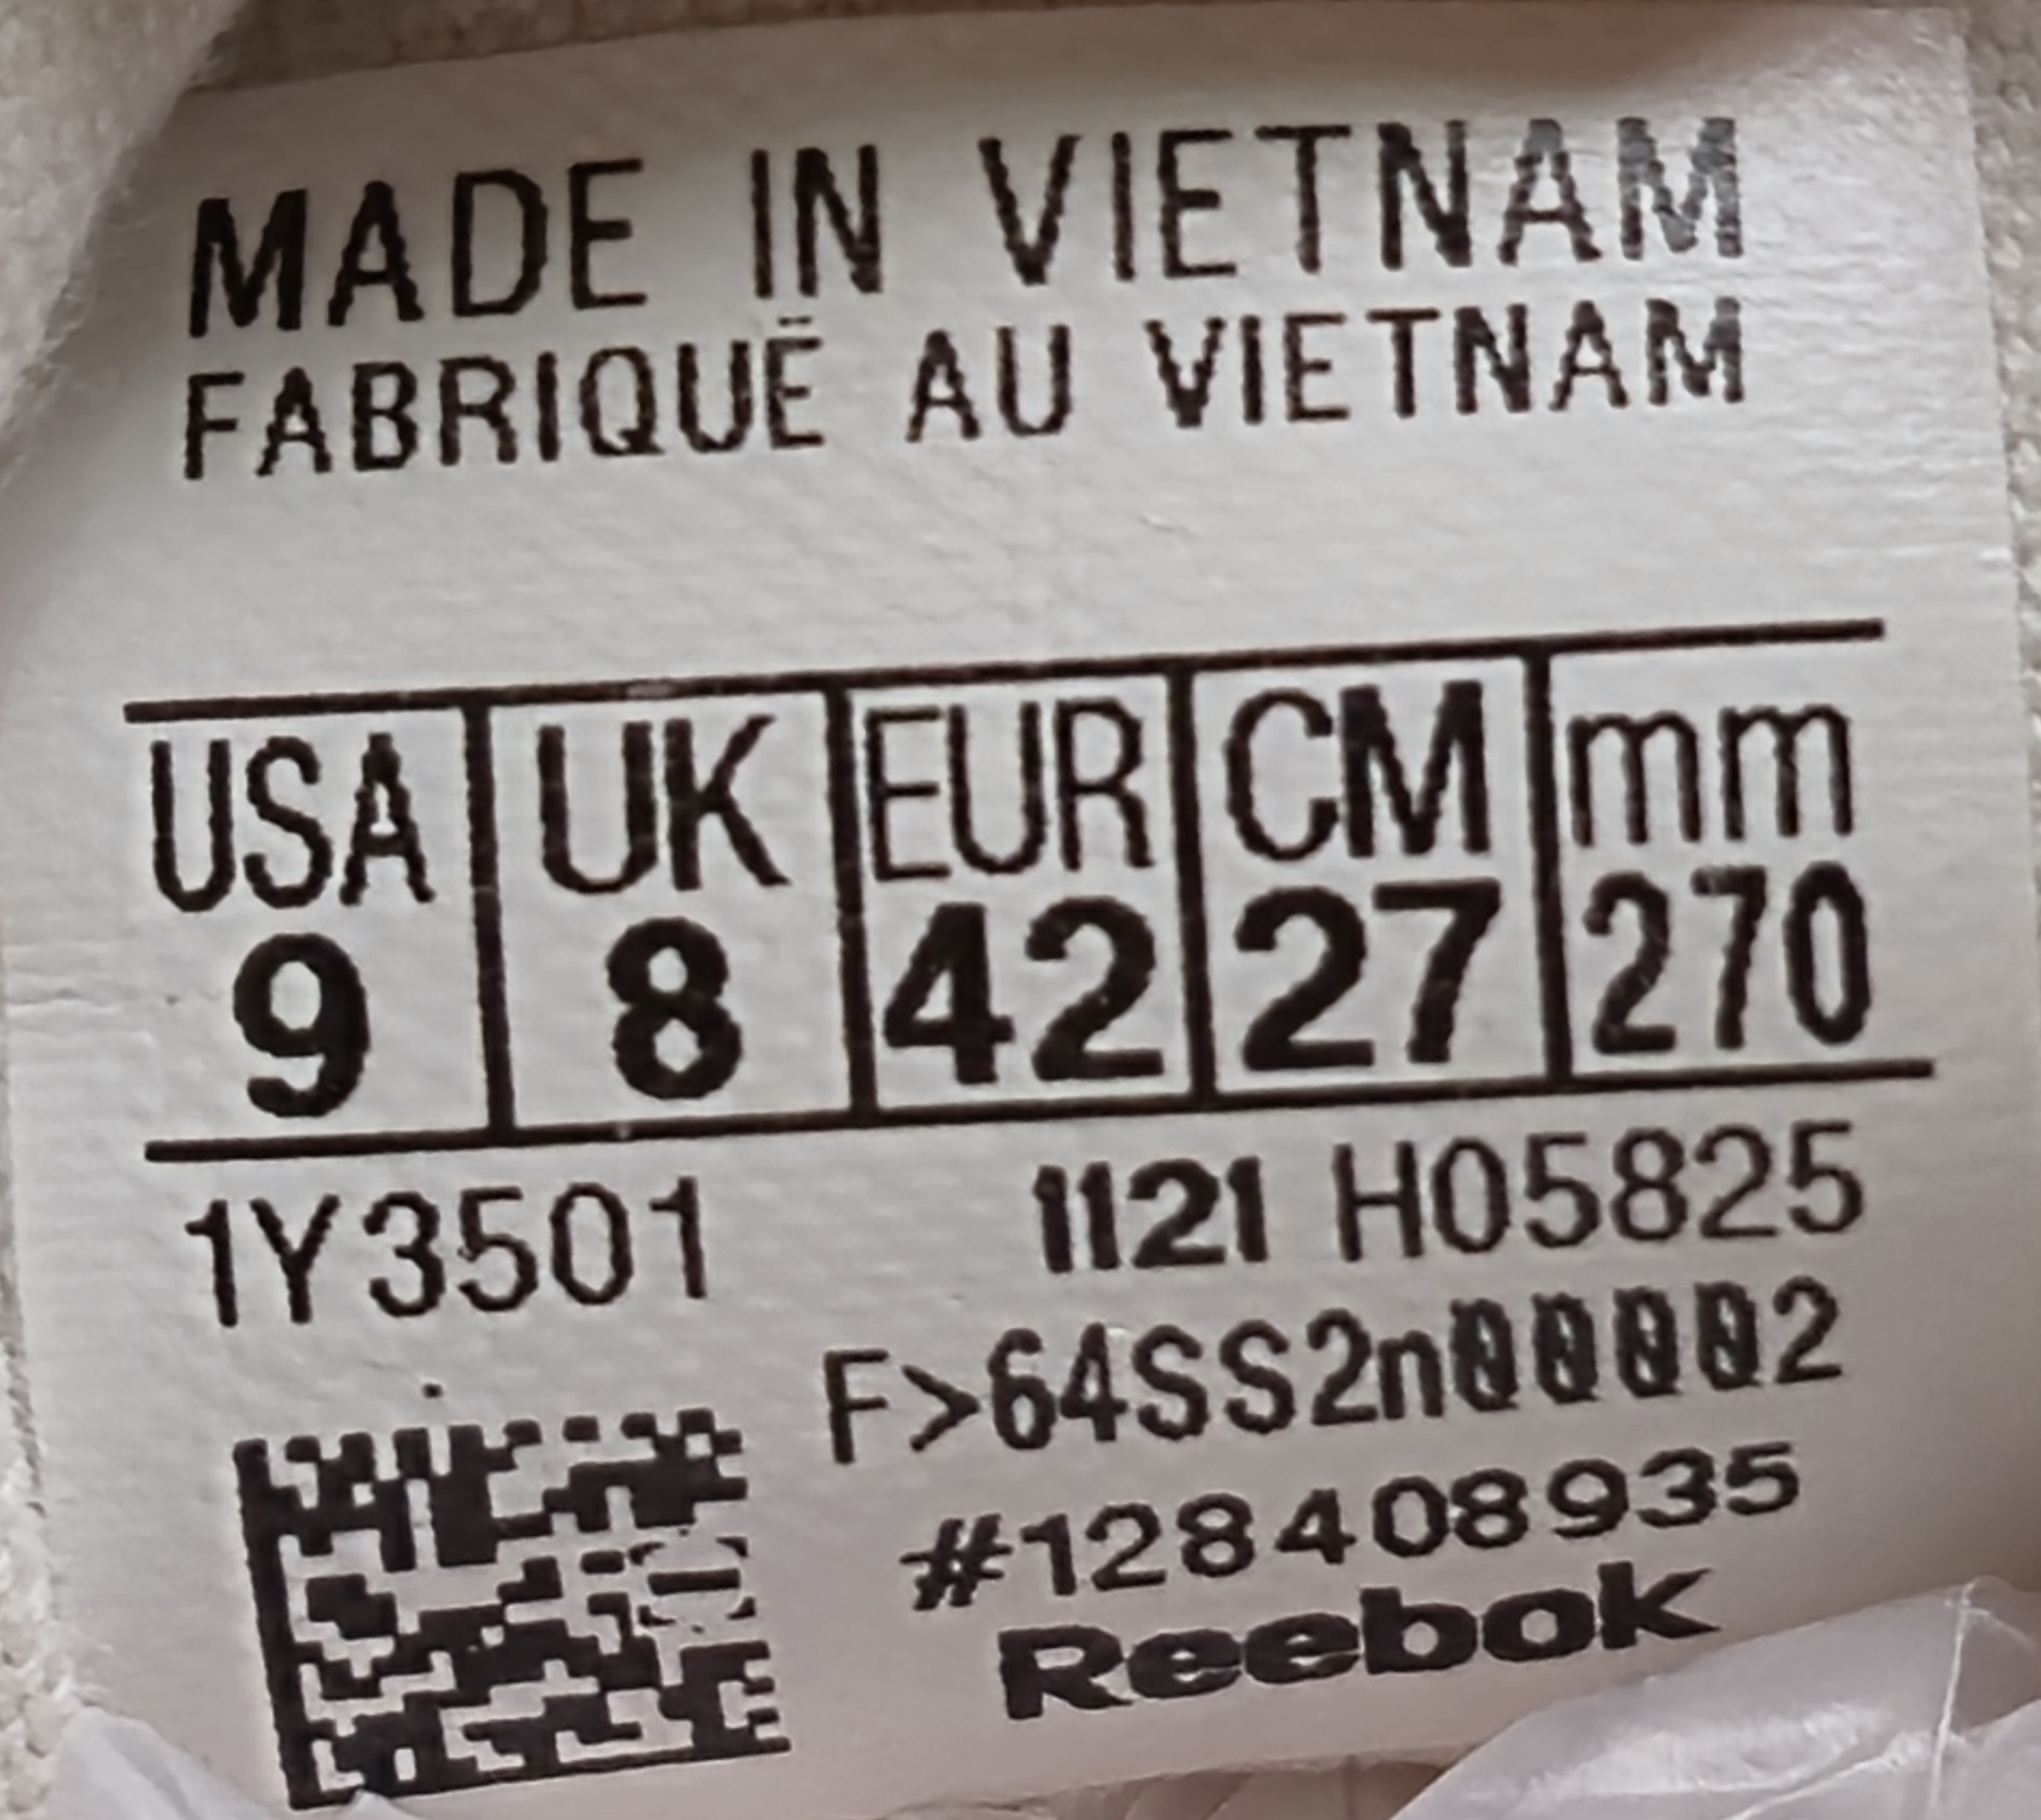 MADE IN VIETNAM
FABRIQUÉ AU VIETNAM
USA UK EUR CM mm
9 8 42 27 270
1Y3501 1121 H05825
F>64SS2n00002
#128408935
Reebok